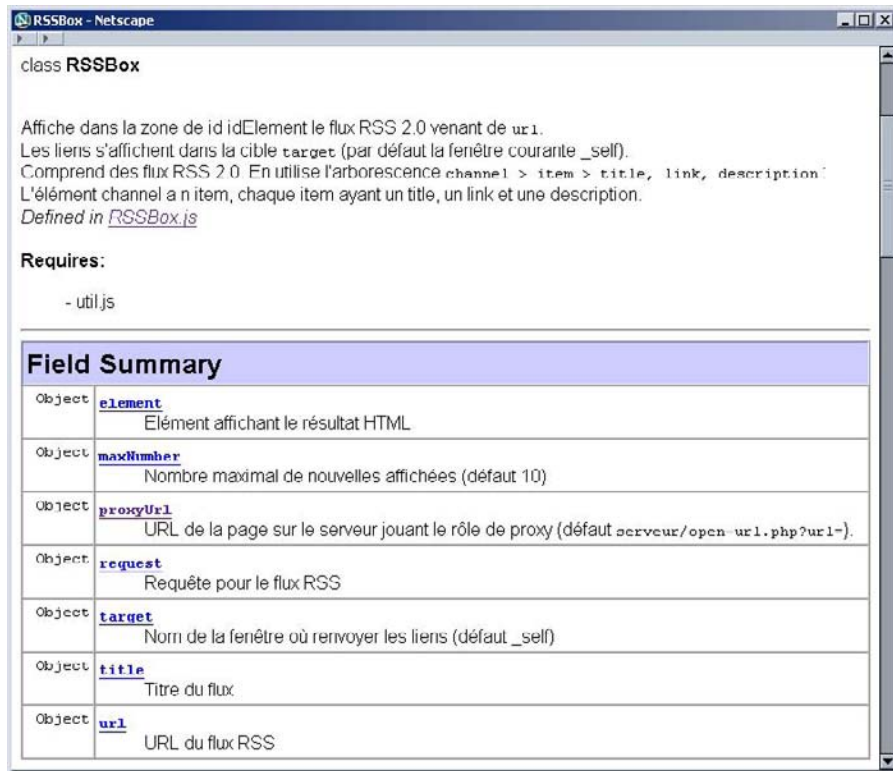 RSSBox - Netscape
class RSSBox
Affiche dans la zone de id idElement le flux RSS 2.0 venant de url.
Les liens s'affichent dans la cible target (par défaut la fenêtre courante _self).
Comprend des flux RSS 2.0. En utilise l'arborescence channel > item > title, link, description.
L'élément channel a n item, chaque item ayant un title, un link et une description.
Defined in RSSBox.js
Requires:
- util.js
Field Summary
Object element
Elément affichant le résultat HTML
Object maxNumber
Nombre maximal de nouvelles affichées (défaut 10)
Object proxyUrl
URL de la page sur le serveur jouant le rôle de proxy (défaut serveur/open-url.php?url=).
Object request
Requête pour le flux RSS
Object target
Nom de la fenêtre où renvoyer les liens (défaut _self)
Object title
Titre du flux
Object url
URL du flux RSS